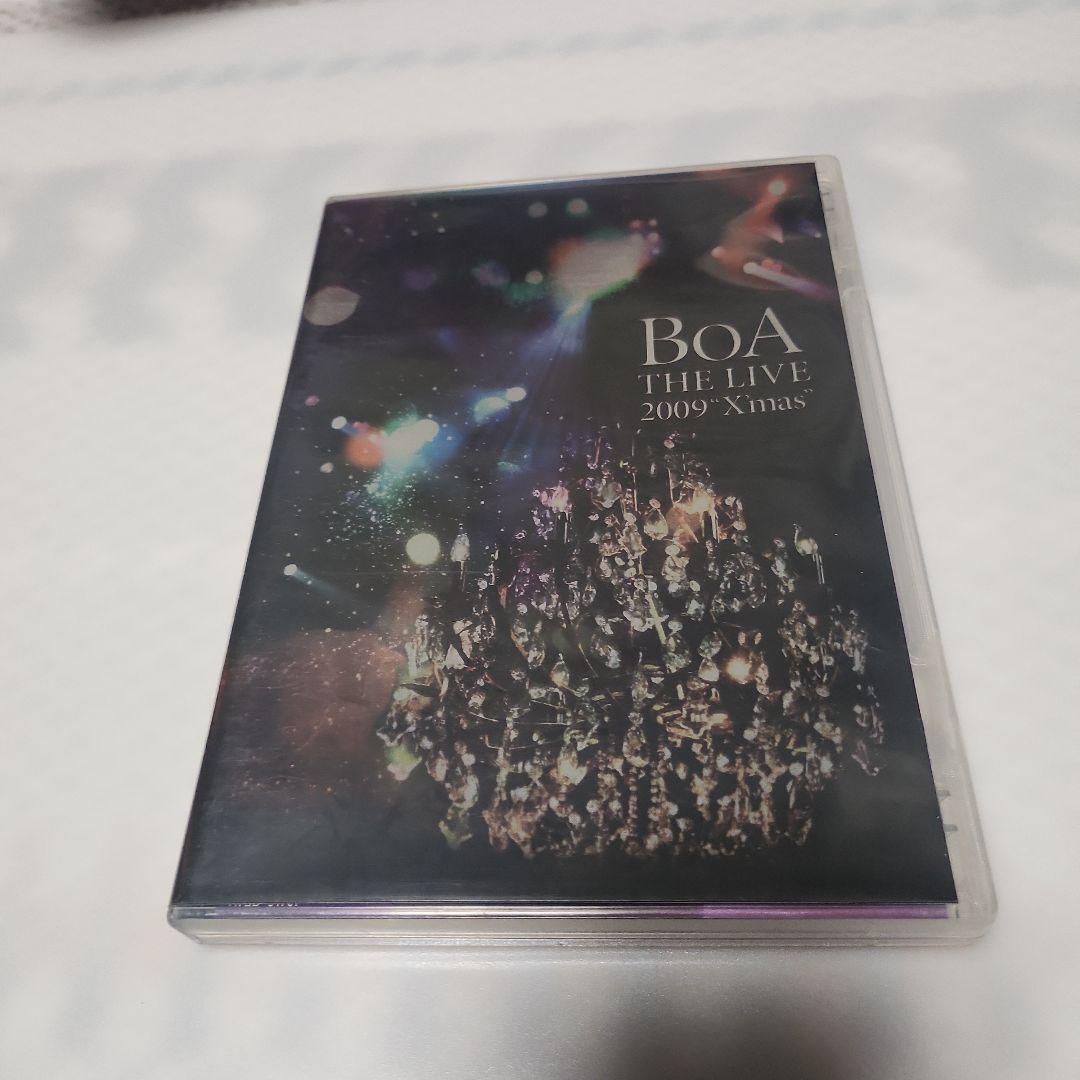 BoA
THE LIVE
2009 "X'mas"